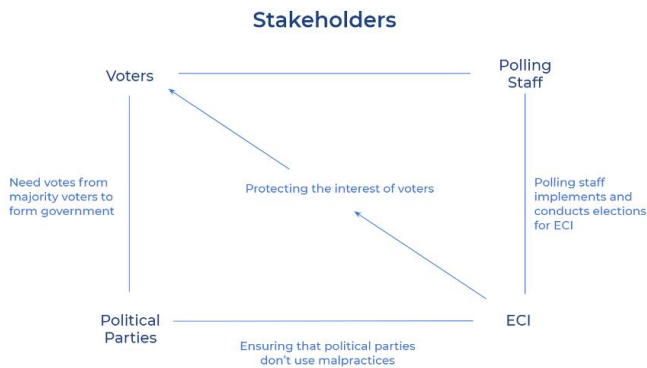 Stakeholders
Voters
Polling
Staff
Need votes from
majority voters to
form government
Protecting the interest of voters
Polling staff
implements and
conducts elections
for ECI
Political
Parties
ECI
Ensuring that political parties
don't use malpractices